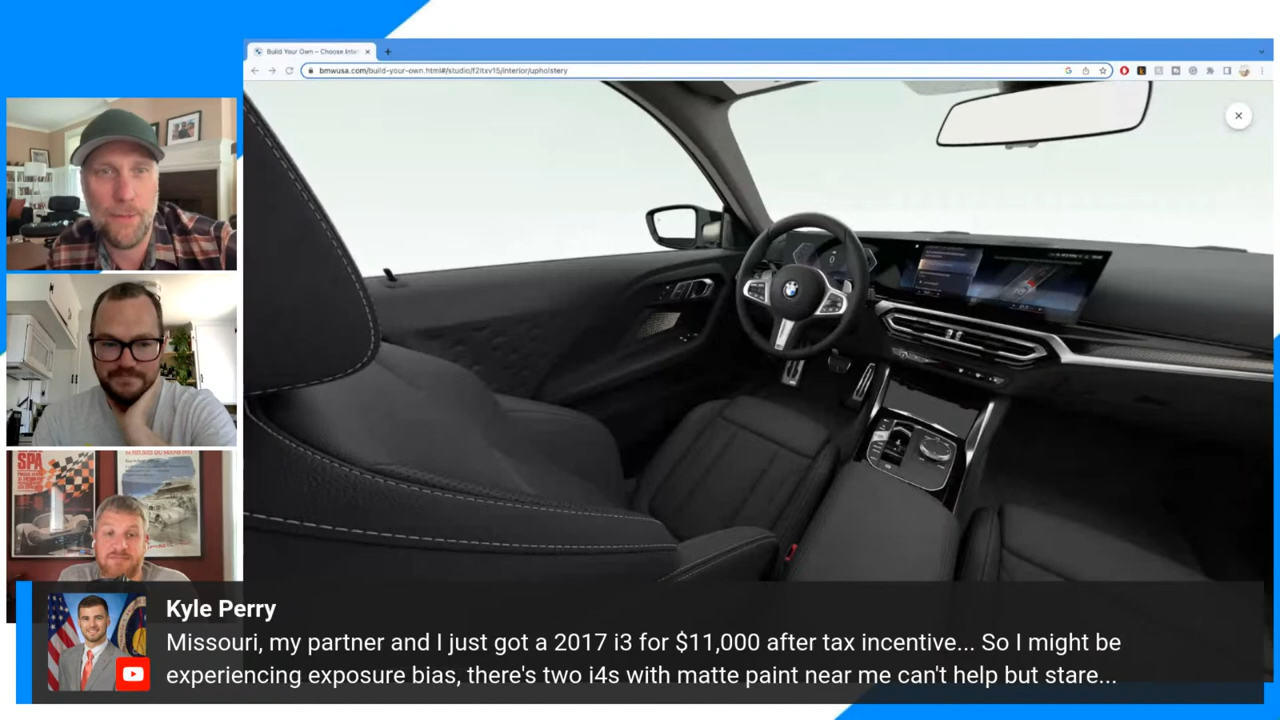 Build Your Own – Choose Inte
bmwusa.com/build-your-own.html#/studio/f2itxv15/interior/upholstery
SPA
Kyle Perry
Missouri, my partner and I just got a 2017 i3 for $11,000 after tax incentive... So I might be
experiencing exposure bias, there's two i4s with matte paint near me can't help but stare...